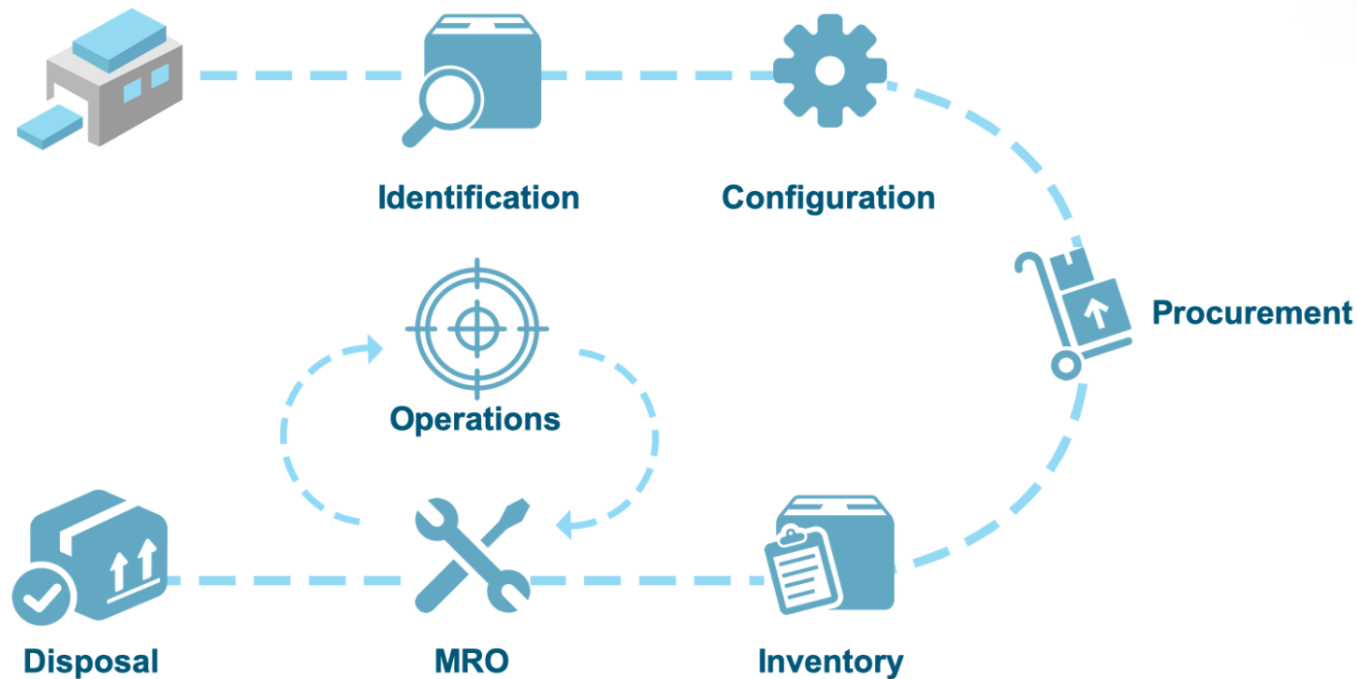 Identification
Configuration
Procurement
Operations
Disposal
MRO
Inventory